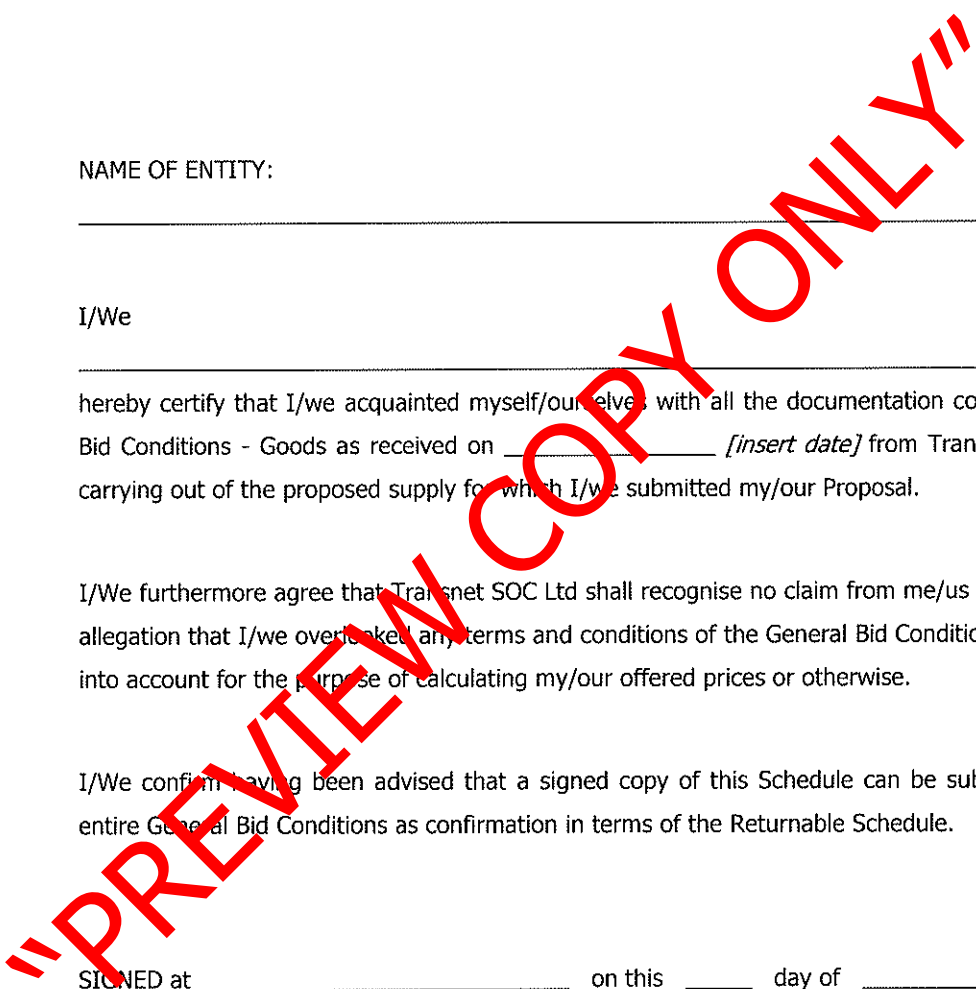 NAME OF ENTITY:
I/We
hereby certify that I/we acquainted myself/ourselves with all the documentation co
Bid Conditions - Goods as received on [insert date] from Tran
carrying out of the proposed supply for which I/we submitted my/our Proposal.
I/We furthermore agree that Transnet SOC Ltd shall recognise no claim from me/us
allegation that I/we overlooked any terms and conditions of the General Bid Conditio
into account for the purpose of calculating my/our offered prices or otherwise.
I/We confirm having been advised that a signed copy of this Schedule can be sub
entire General Bid Conditions as confirmation in terms of the Returnable Schedule.
SIGNED at on this day of
"PREVIEW COPY ONLY"